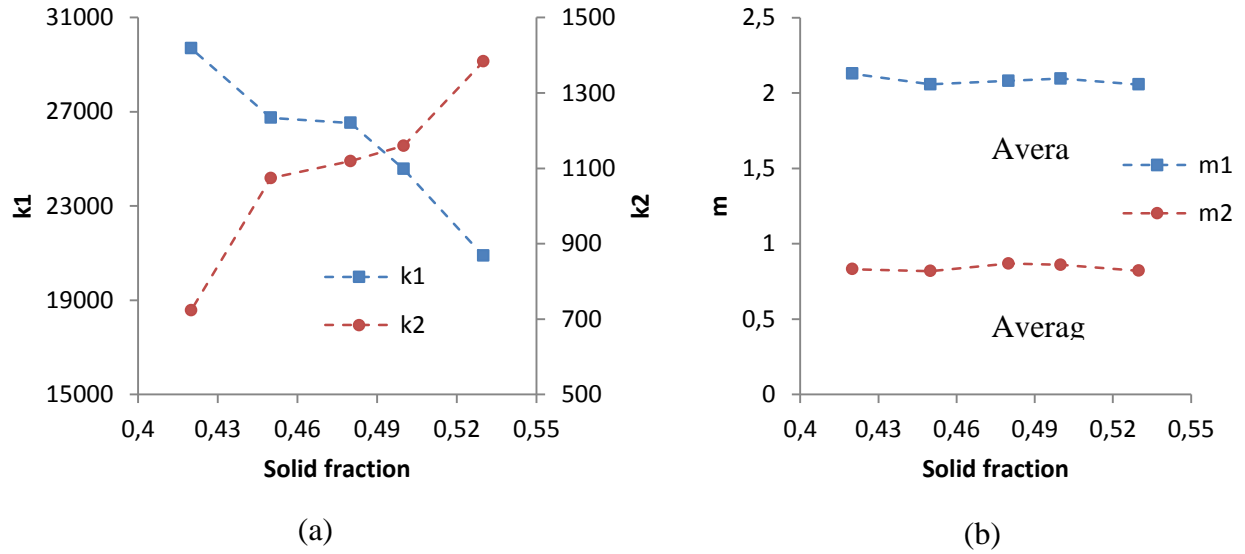 31000
27000
23000
19000
15000
k1
1500
1300
1100
900
700
500
k2
k1
k2
0,4 0,43 0,46 0,49 0,52 0,55
Solid fraction
(a)
2,5
2
1,5
1
0,5
0
m
Avera
Averag
m1
m2
0,4 0,43 0,46 0,49 0,52 0,55
Solid fraction
(b)